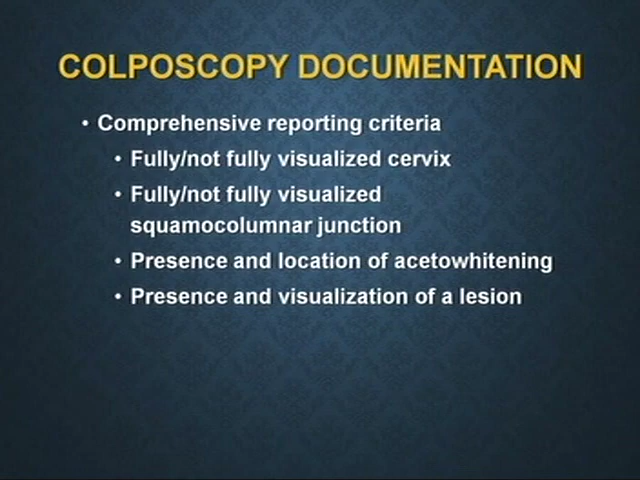 COLPOSCOPY DOCUMENTATION
• Comprehensive reporting criteria
• Fully/not fully visualized cervix
• Fully/not fully visualized
squamocolumnar junction
• Presence and location of acetowhitening
• Presence and visualization of a lesion